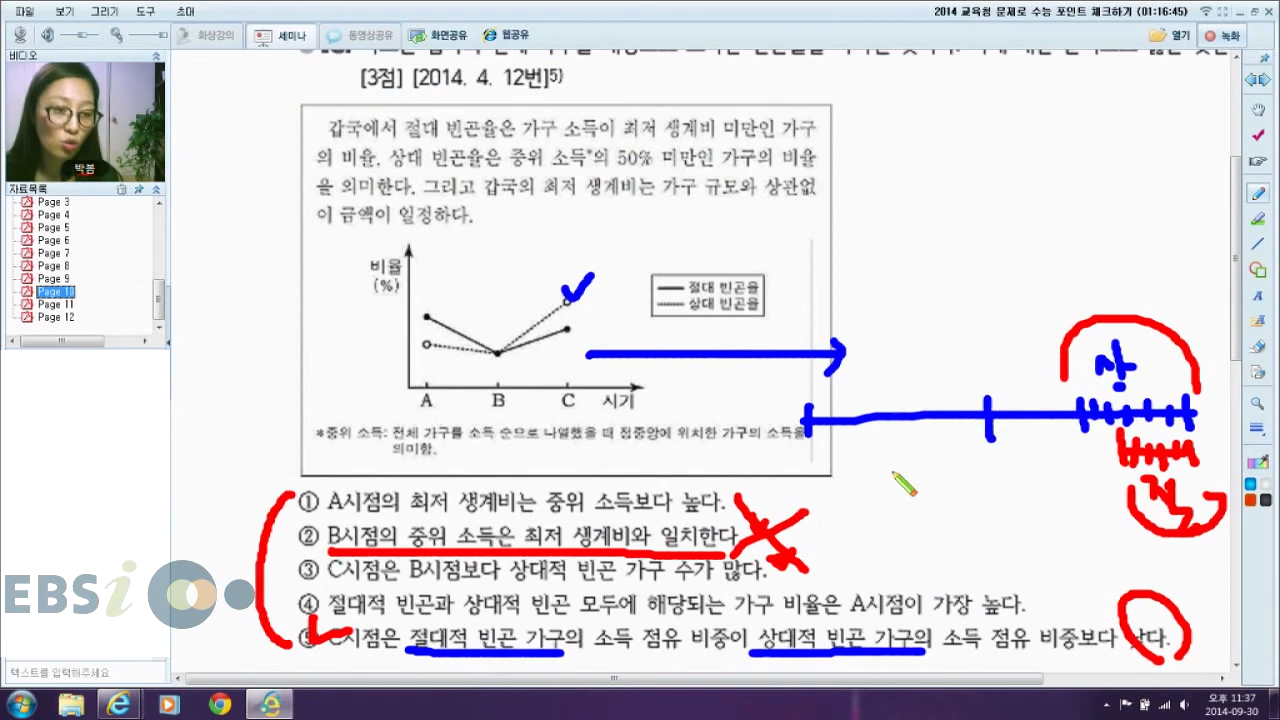 파일 보기 그리기 도구 초대
2014 교육청 문제로 수능 포인트 체크하기 (01:16:45)
화상강의 세미나 동영상공유 화면공유 웹공유 열기 녹화
비디오
박봄
자료목록
Page 3
Page 4
Page 5
Page 6
Page 7
Page 8
Page 9
Page 10
Page 11
Page 12
[3점] [2014. 4. 12번]5)
갑국에서 절대 빈곤율은 가구 소득이 최저 생계비 미만인 가구
의 비율, 상대 빈곤율은 중위 소득*의 50% 미만인 가구의 비율
을 의미한다. 그리고 갑국의 최저 생계비는 가구 규모와 상관없
이 금액이 일정하다.
비율
(%)
절대 빈곤율
상대 빈곤율
A B C 시기
상
절
*중위 소득: 전체 가구를 소득 순으로 나열했을 때 정중앙에 위치한 가구의 소득을
의미함.
① A시점의 최저 생계비는 중위 소득보다 높다.
② B시점의 중위 소득은 최저 생계비와 일치한다
③ C시점은 B시점보다 상대적 빈곤 가구 수가 많다.
④ 절대적 빈곤과 상대적 빈곤 모두에 해당되는 가구 비율은 A시점이 가장 높다.
⑤ C시점은 절대적 빈곤 가구의 소득 점유 비중이 상대적 빈곤 가구의 소득 점유 비중보다 낮다.
EBSi
텍스트를 입력해주세요
오후 11:37
2014-09-30